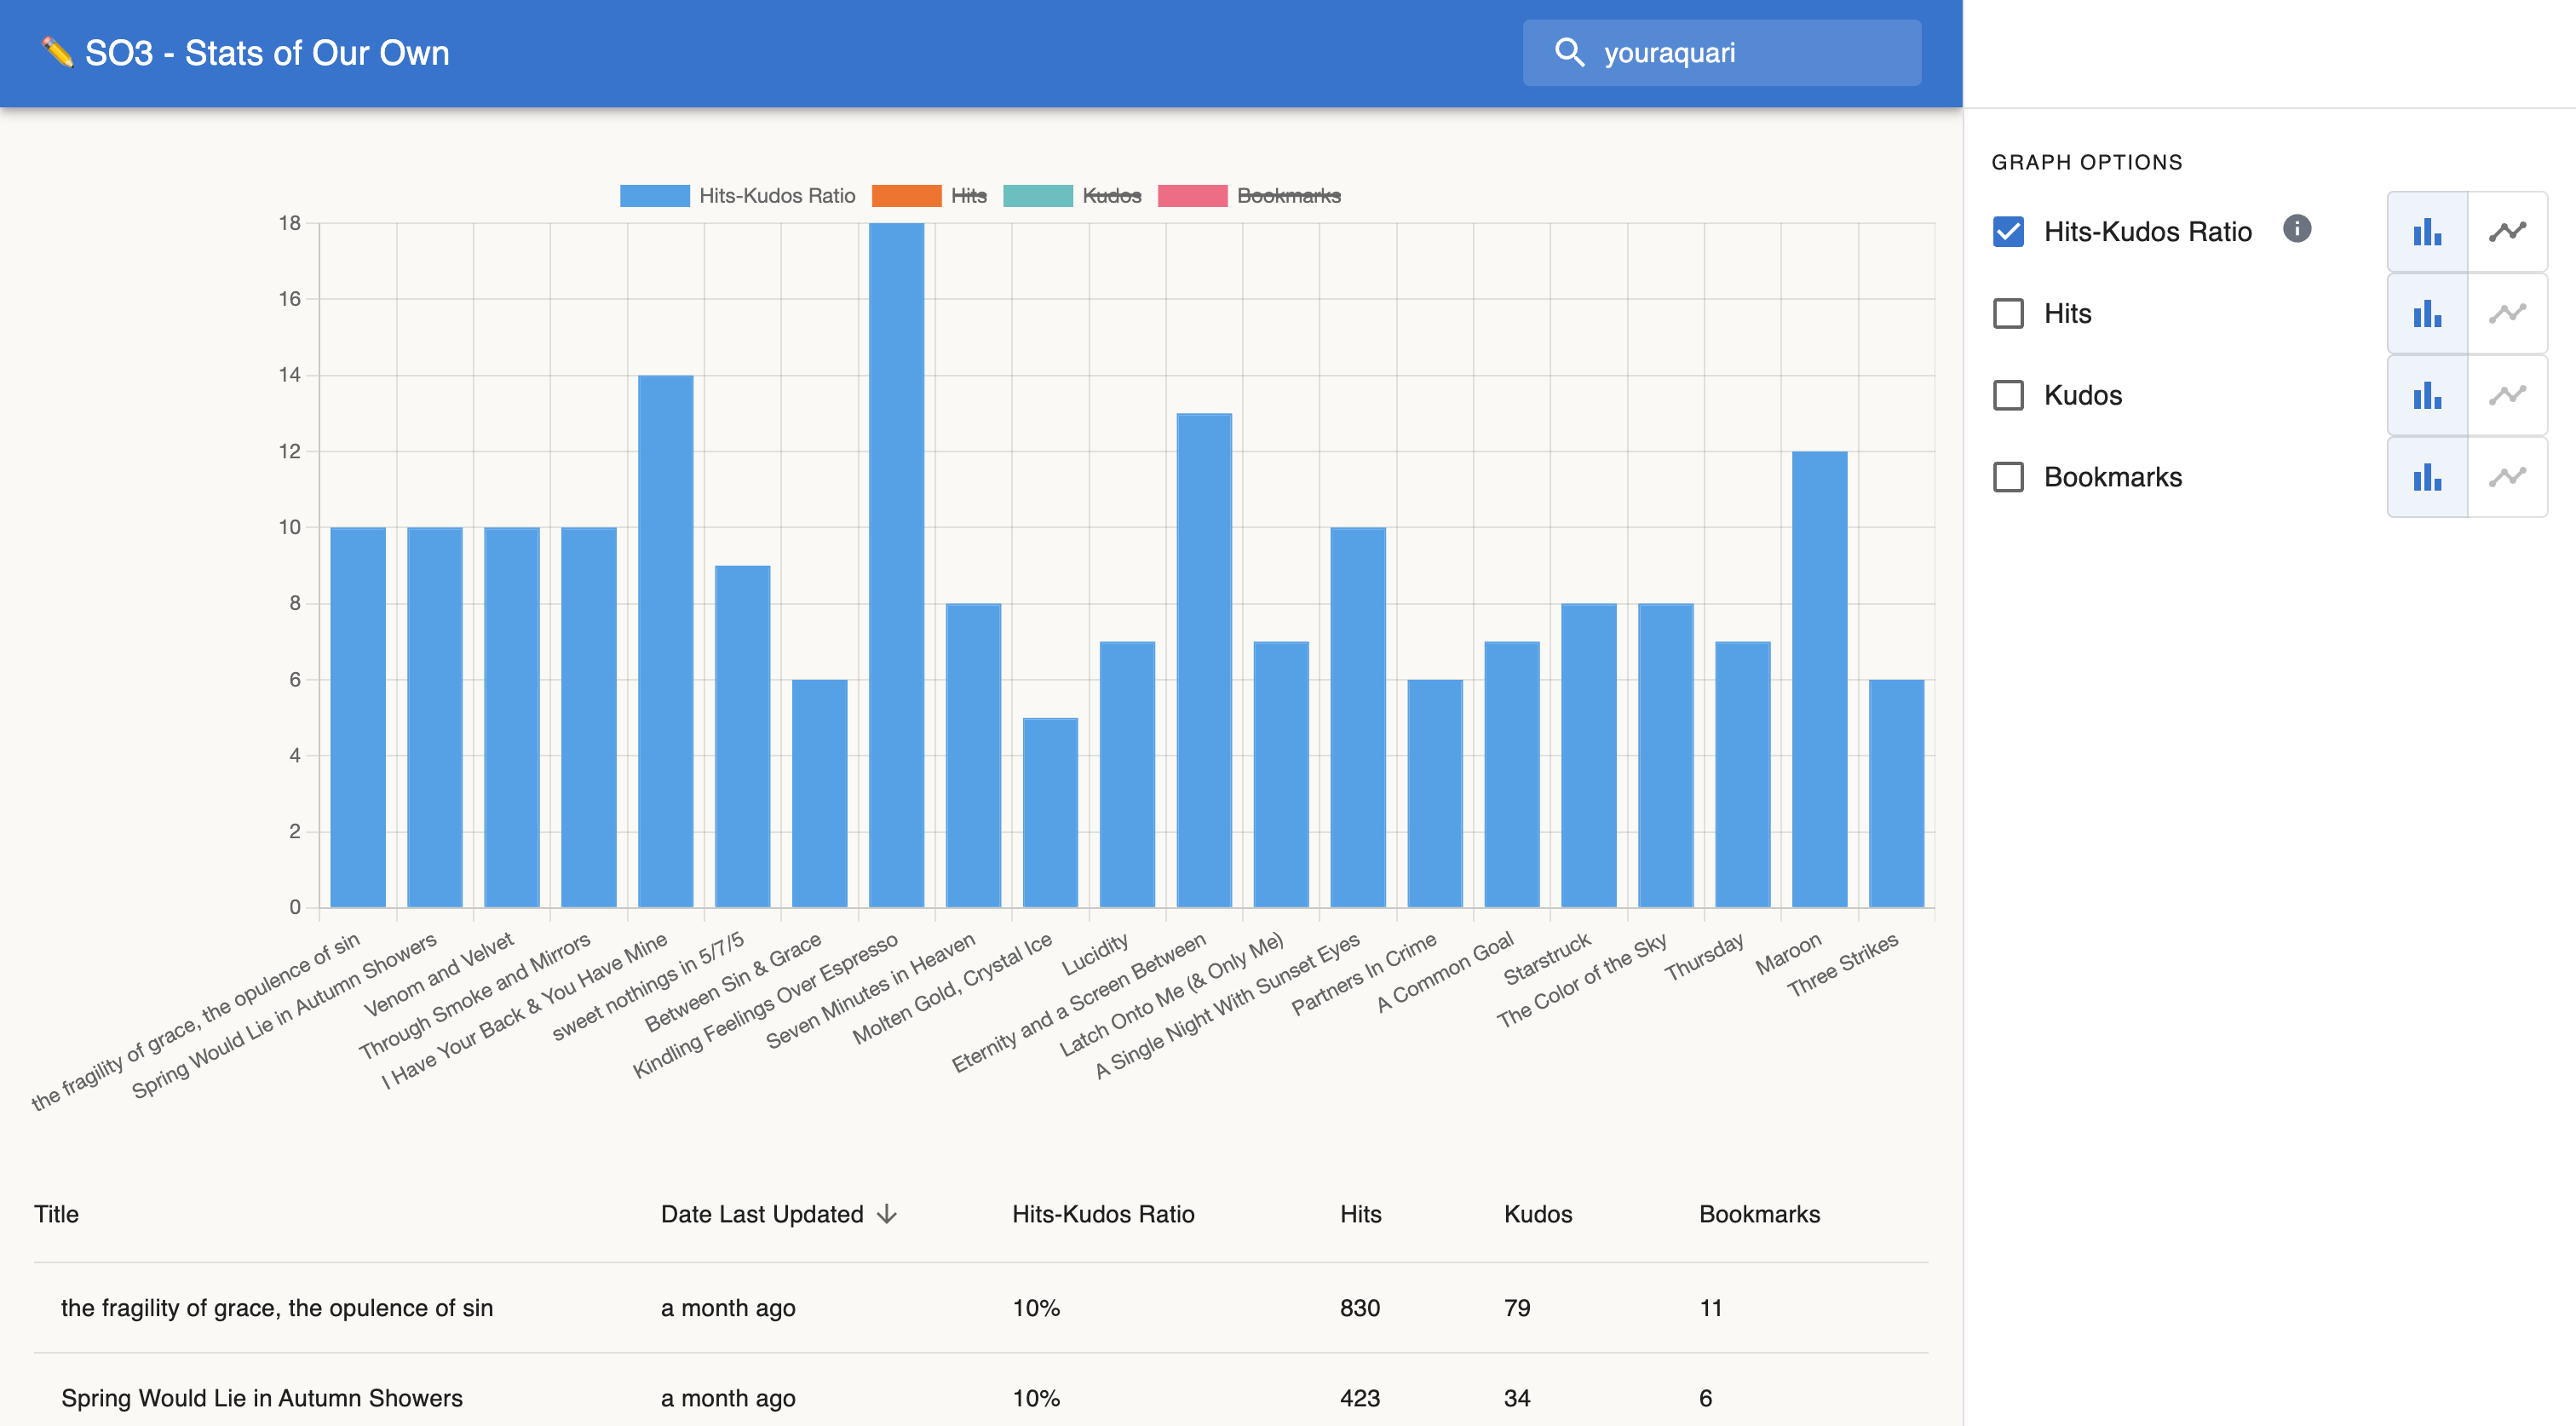 ✏️ SO3 - Stats of Our Own
youraquari
GRAPH OPTIONS
Hits-Kudos Ratio
Hits
Kudos
Bookmarks
Hits-Kudos Ratio Hits Kudos Bookmarks
18
16
14
12
10
8
6
4
2
0
the fragility of grace, the opulence of sin
Spring Would Lie in Autumn Showers
Venom and Velvet
Through Smoke and Mirrors
I Have Your Back & You Have Mine
sweet nothings in 5/7/5
Between Sin & Grace
Kindling Feelings Over Espresso
Seven Minutes in Heaven
Molten Gold, Crystal Ice
Lucidity
Eternity and a Screen Between
Latch Onto Me (& Only Me)
A Single Night With Sunset Eyes
Partners In Crime
A Common Goal
Starstruck
The Color of the Sky
Thursday
Maroon
Three Strikes
Title Date Last Updated Hits-Kudos Ratio Hits Kudos Bookmarks
the fragility of grace, the opulence of sin a month ago 10% 830 79 11
Spring Would Lie in Autumn Showers a month ago 10% 423 34 6